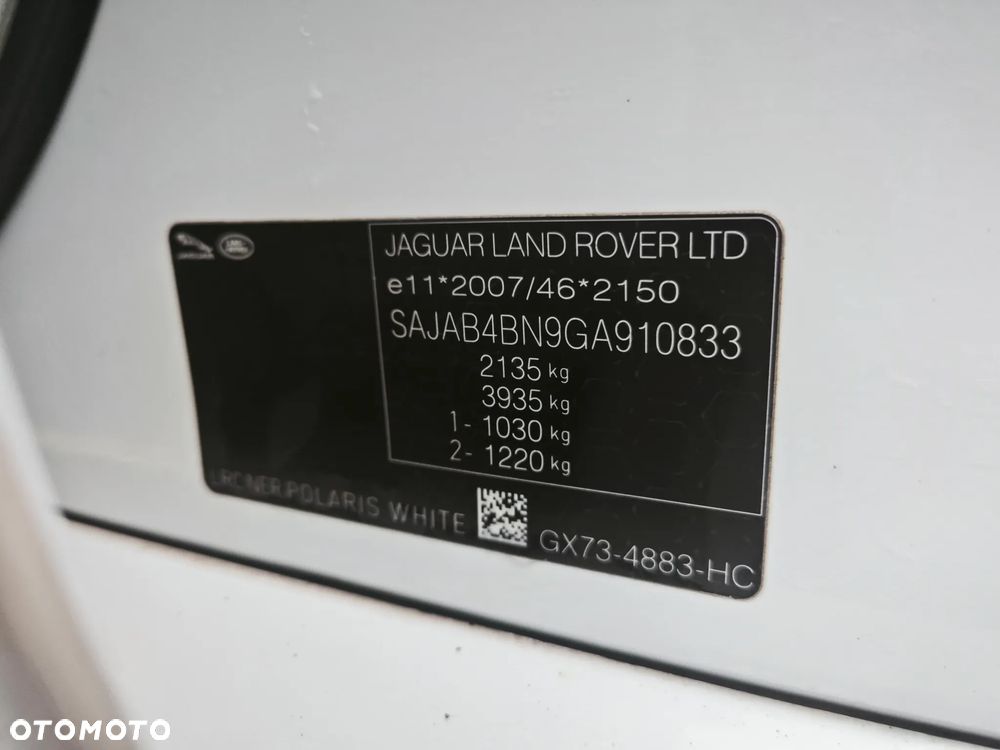 JAGUAR LAND ROVER LTD
e11*2007/46*2150
SAJAB4BN9GA910833
2135 kg
3935 kg
1- 1030 kg
2- 1220 kg
POLARIS WHITE
GX73-4883-HC
OTOMOTO